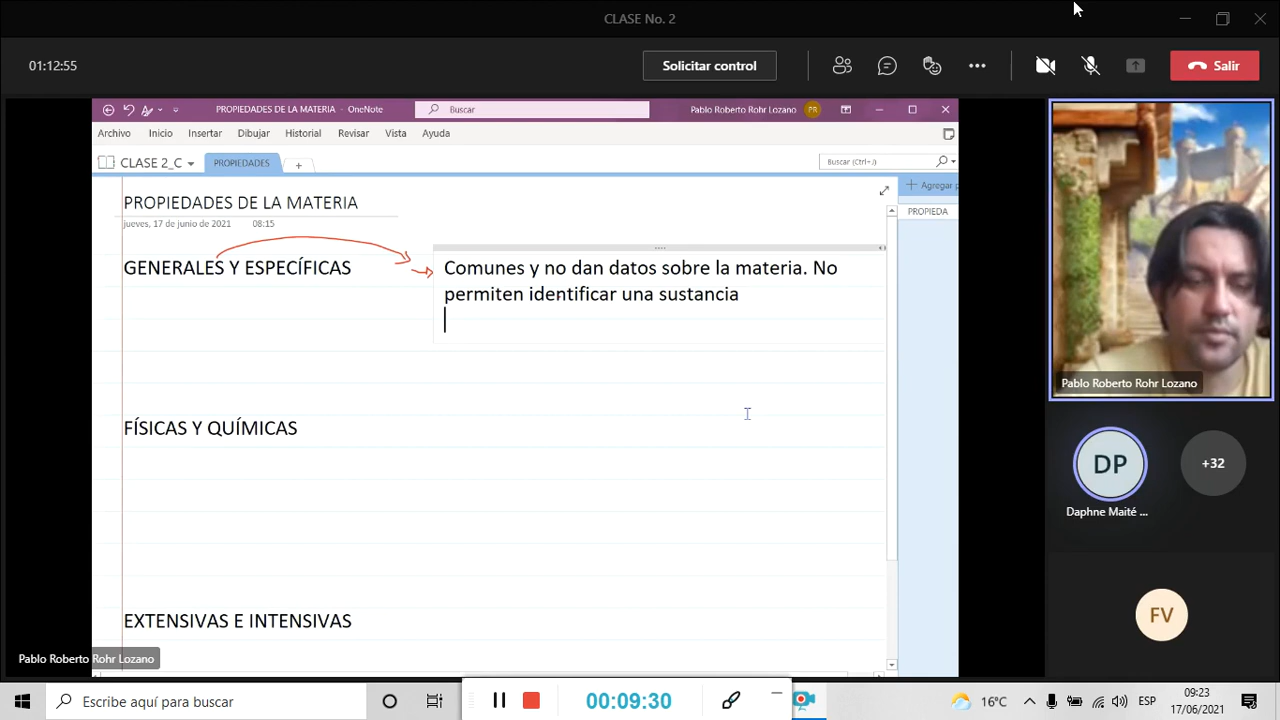 CLASE No. 2
01:12:55
Solicitar control
Salir
PROPIEDADES DE LA MATERIA - OneNote
Buscar
Pablo Roberto Rohr Lozano
PR
Archivo
Inicio
Insertar
Dibujar
Historial
Revisar
Vista
Ayuda
CLASE 2_C
PROPIEDADES
Buscar (Ctrl+/)
PROPIEDADES DE LA MATERIA
jueves, 17 de junio de 2021
08:15
Agregar p
PROPIEDA
GENERALES Y ESPECÍFICAS
Comunes y no dan datos sobre la materia. No
permiten identificar una sustancia
FÍSICAS Y QUÍMICAS
EXTENSIVAS E INTENSIVAS
Pablo Roberto Rohr Lozano
Pablo Roberto Rohr Lozano
DP
+32
Daphne Maité ...
FV
Escribe aquí para buscar
00:09:30
16°C
ESP
09:23
17/06/2021